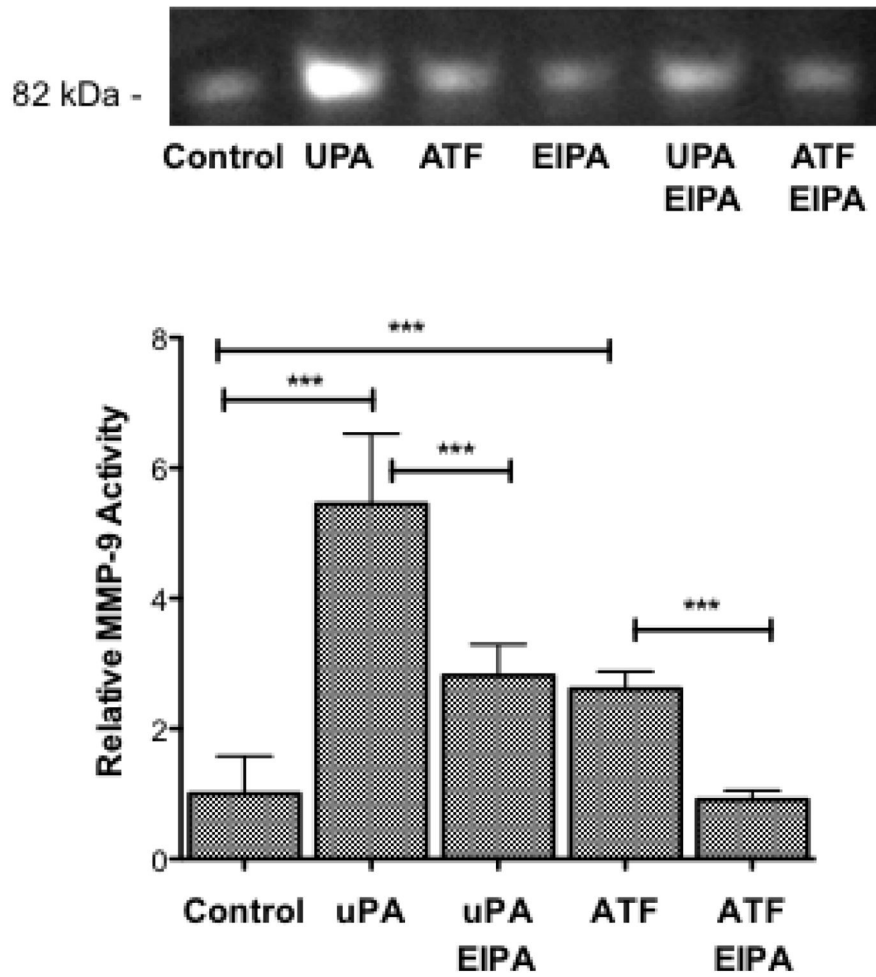 82 kDa -
Control UPA ATF EIPA UPA EIPA ATF EIPA
***
***
***
***
Relative MMP-9 Activity
8
6
4
2
0
Control uPA uPA EIPA ATF ATF EIPA